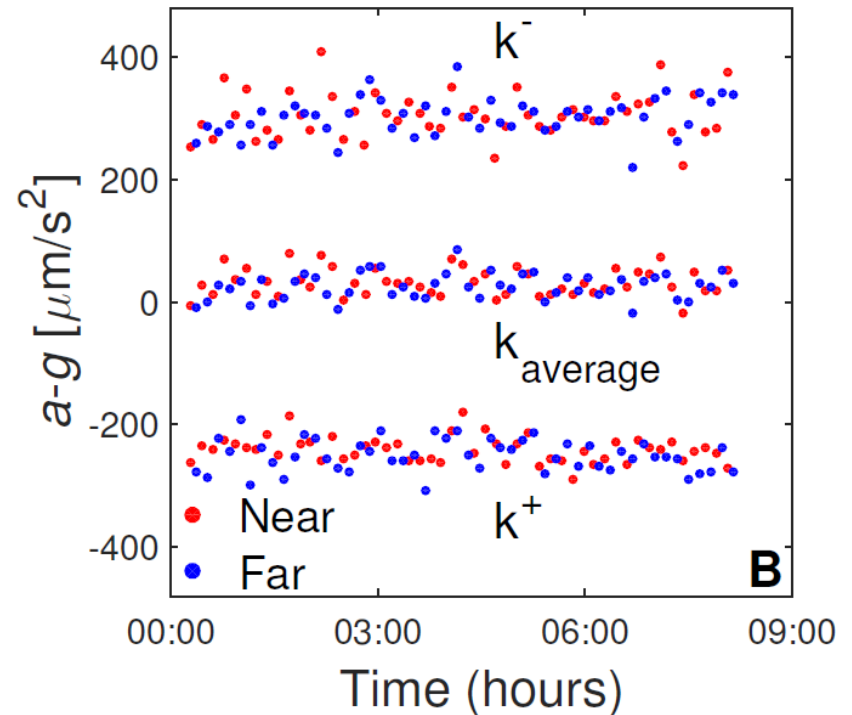 a-g [μm/s²]
400
200
0
-200
-400
k⁻
k_average
k⁺
Near
Far
B
00:00 03:00 06:00 09:00
Time (hours)